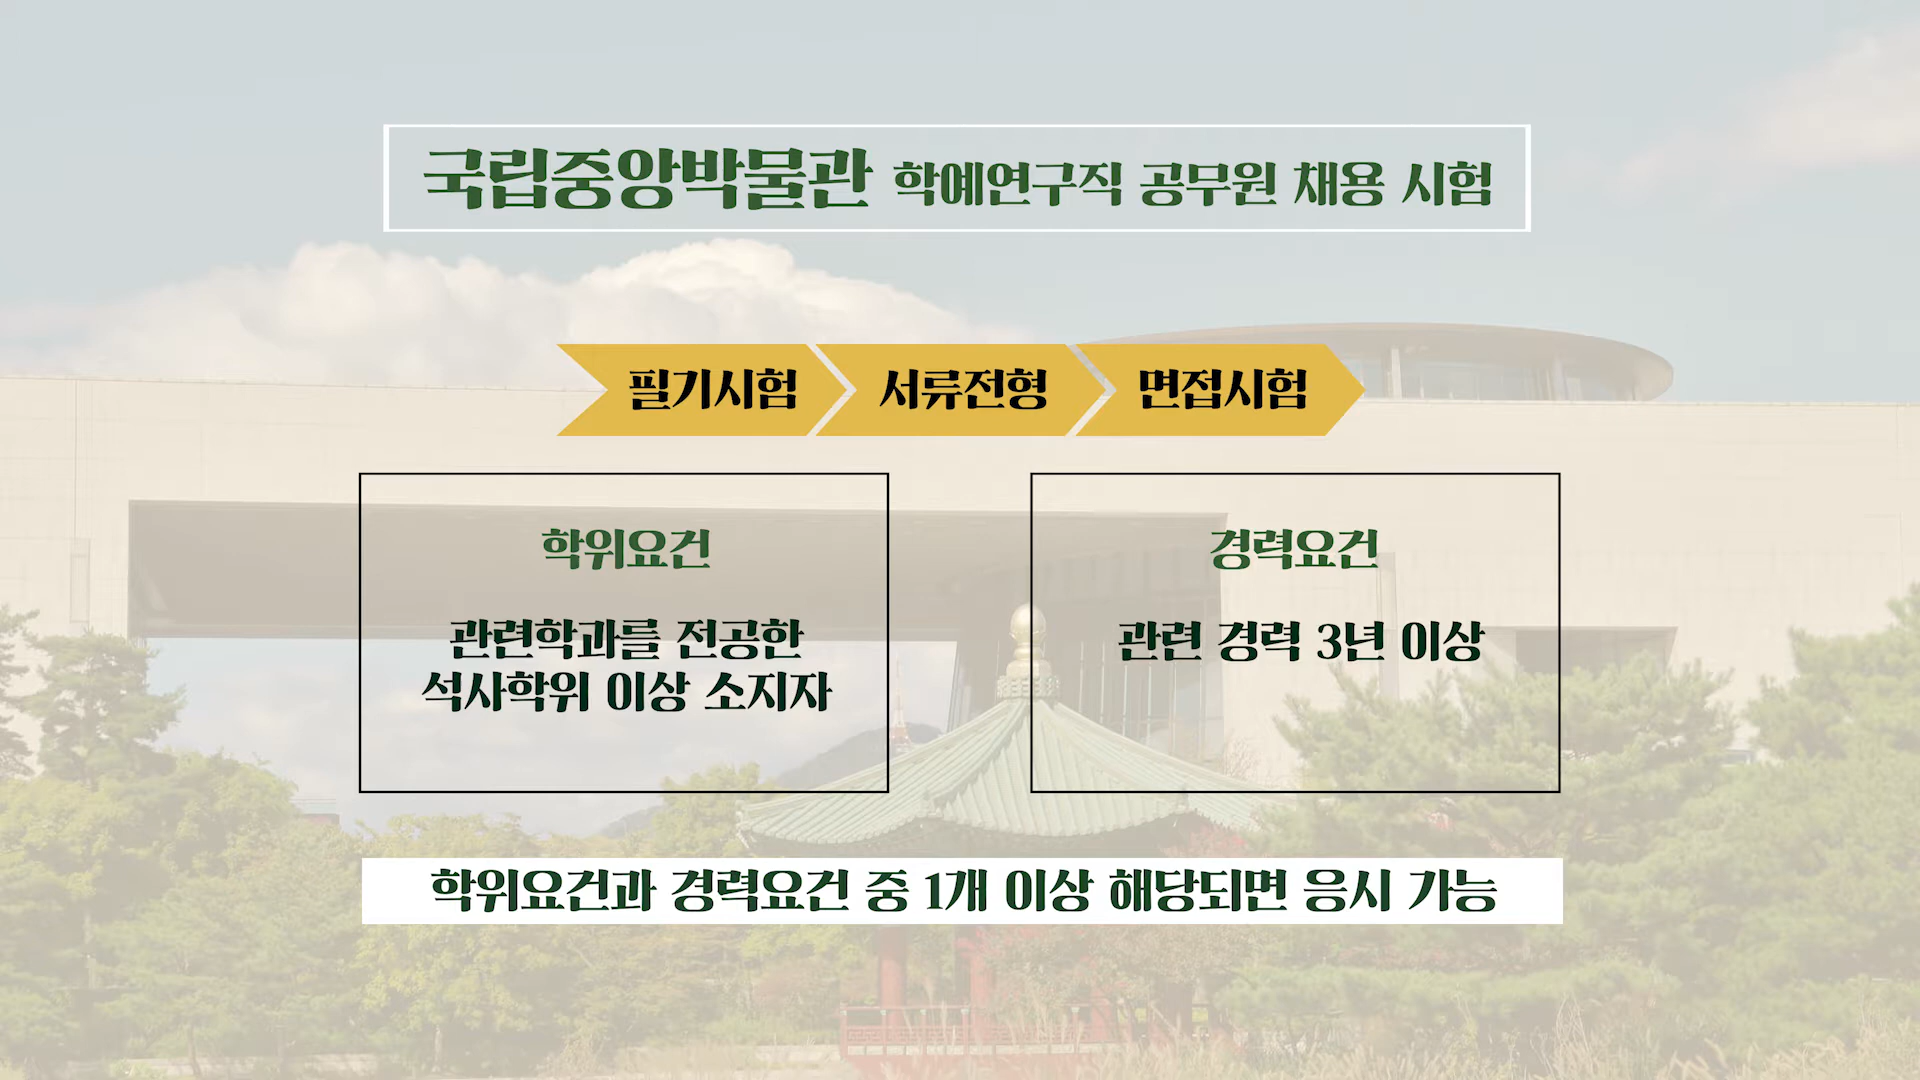 국립중앙박물관 학예연구직 공무원 채용 시험
필기시험 서류전형 면접시험
학위요건
관련학과를 전공한
석사학위 이상 소지자
경력요건
관련 경력 3년 이상
학위요건과 경력요건 중 1개 이상 해당되면 응시 가능